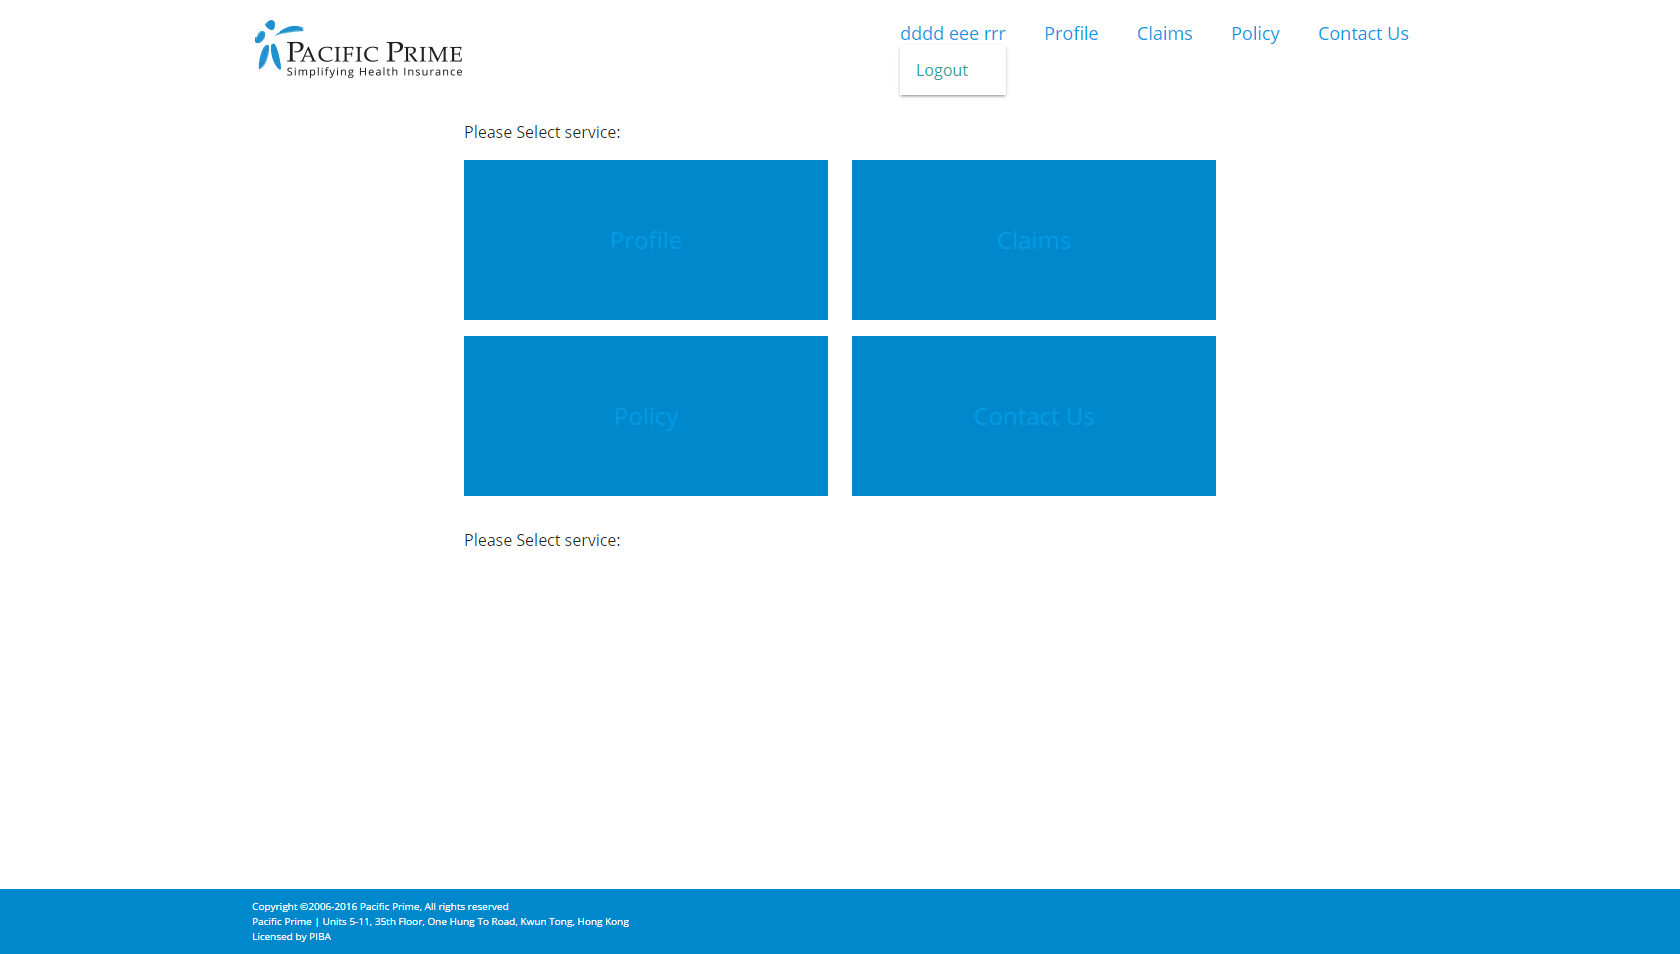 PACIFIC PRIME
Simplifying Health Insurance
dddd eee rrr
Profile
Claims
Policy
Contact Us
Logout
Please Select service:
Profile
Claims
Policy
Contact Us
Please Select service:
Copyright ©2006-2016 Pacific Prime, All rights reserved
Pacific Prime | Units 5-11, 35th Floor, One Hung To Road, Kwun Tong, Hong Kong
Licensed by PIBA